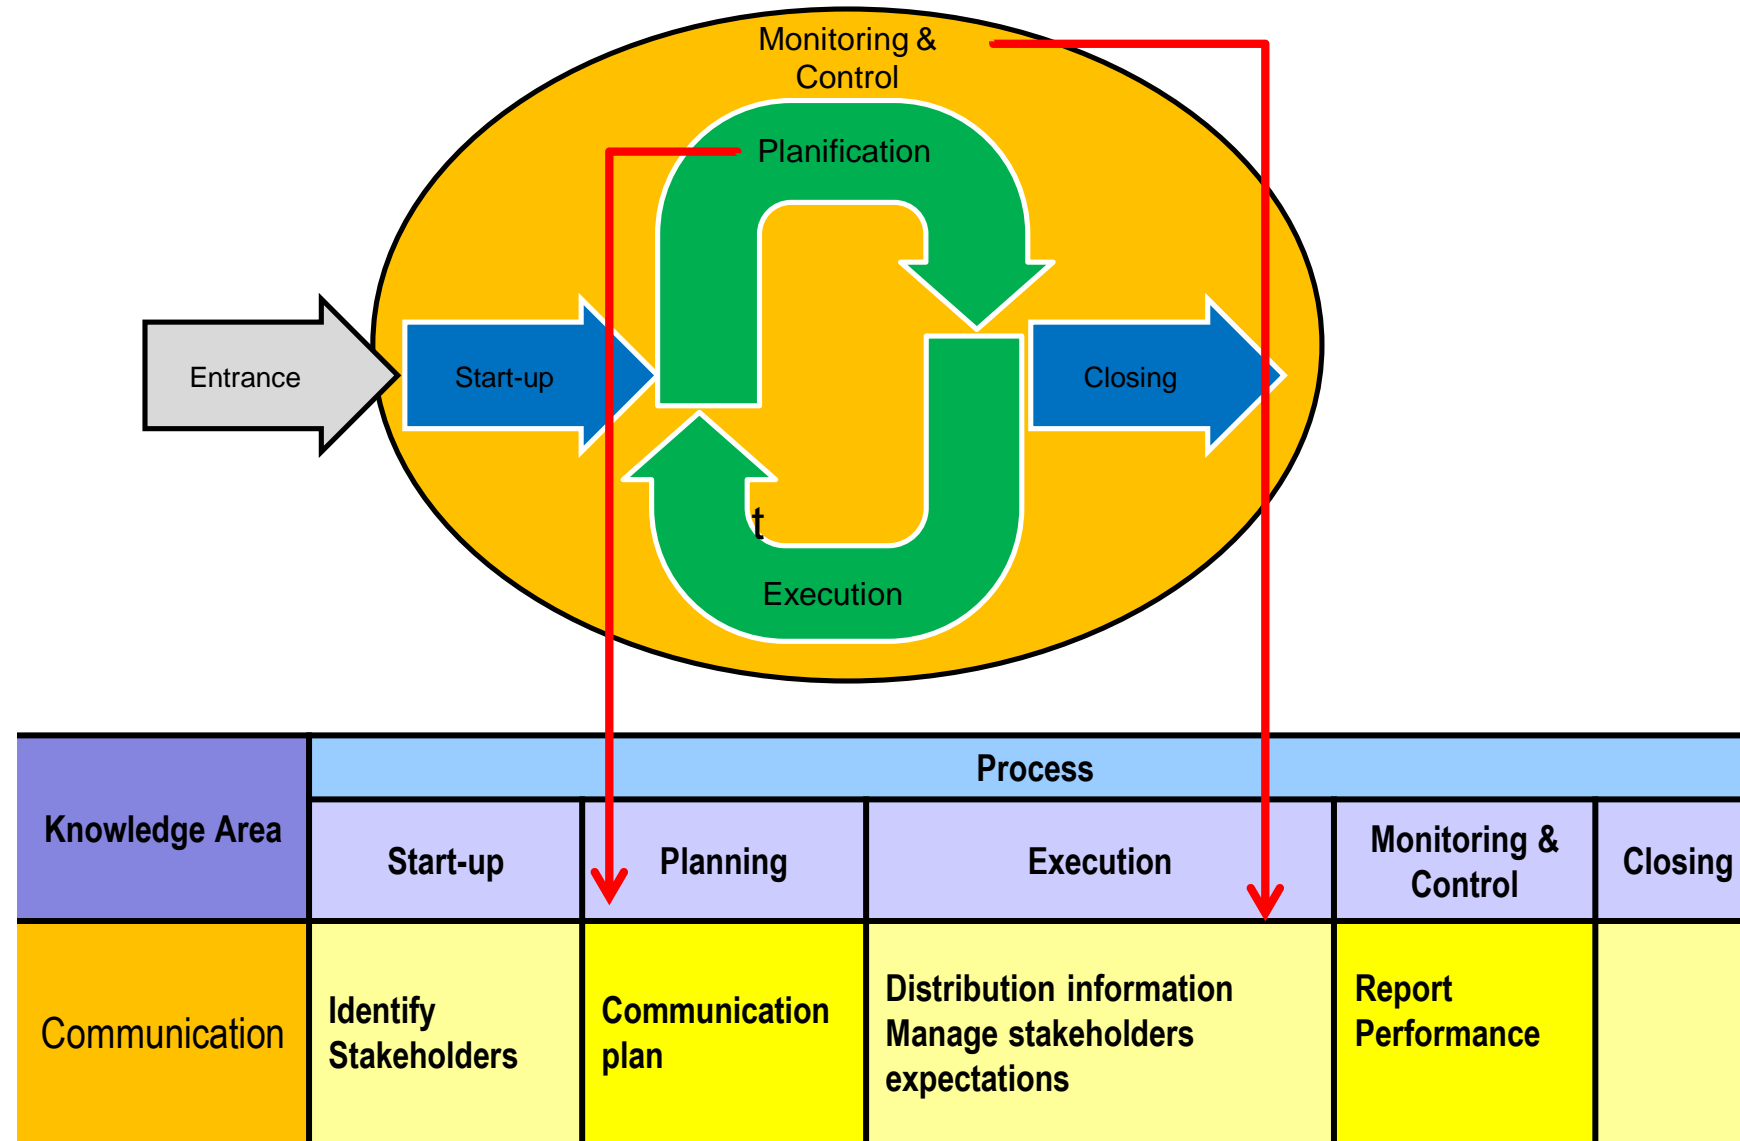 Monitoring &
Control
Planification
Entrance
Start-up
Closing
t
Execution
Knowledge Area
Process
Start-up
Planning
Execution
Monitoring &
Control
Closing
Communication
Identify
Stakeholders
Communication
plan
Distribution information
Manage stakeholders
expectations
Report
Performance